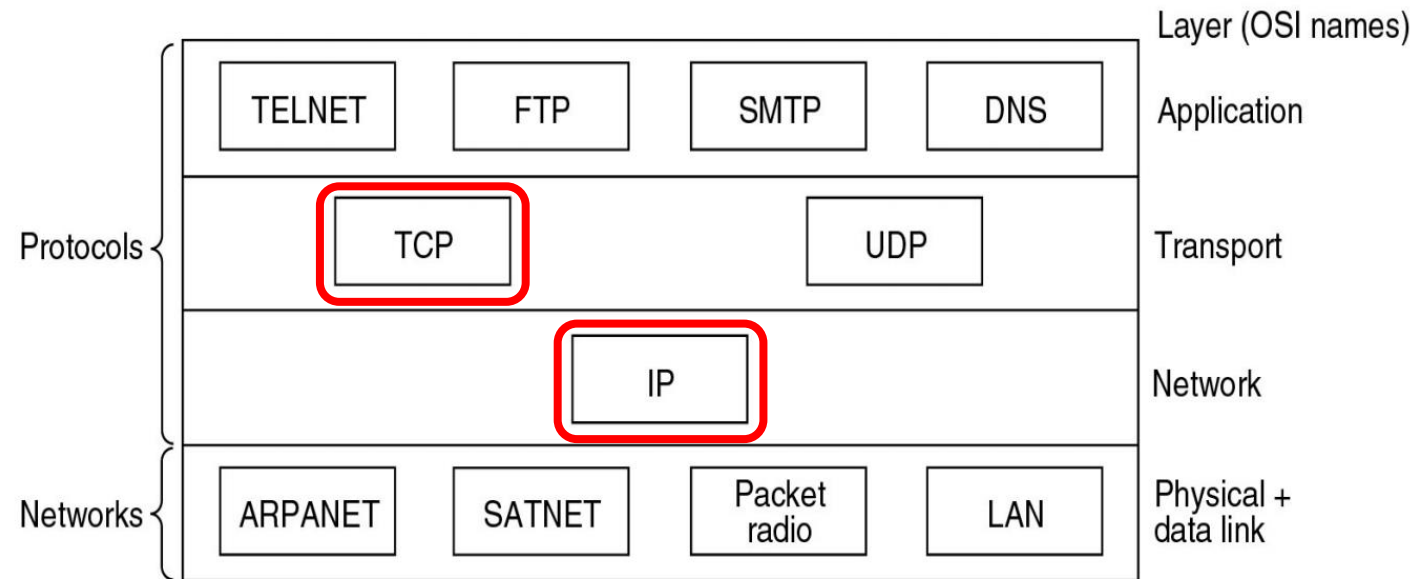 Layer (OSI names)
TELNET FTP SMTP DNS Application
Protocols TCP UDP Transport
IP Network
Networks ARPANET SATNET Packet radio LAN Physical + data link